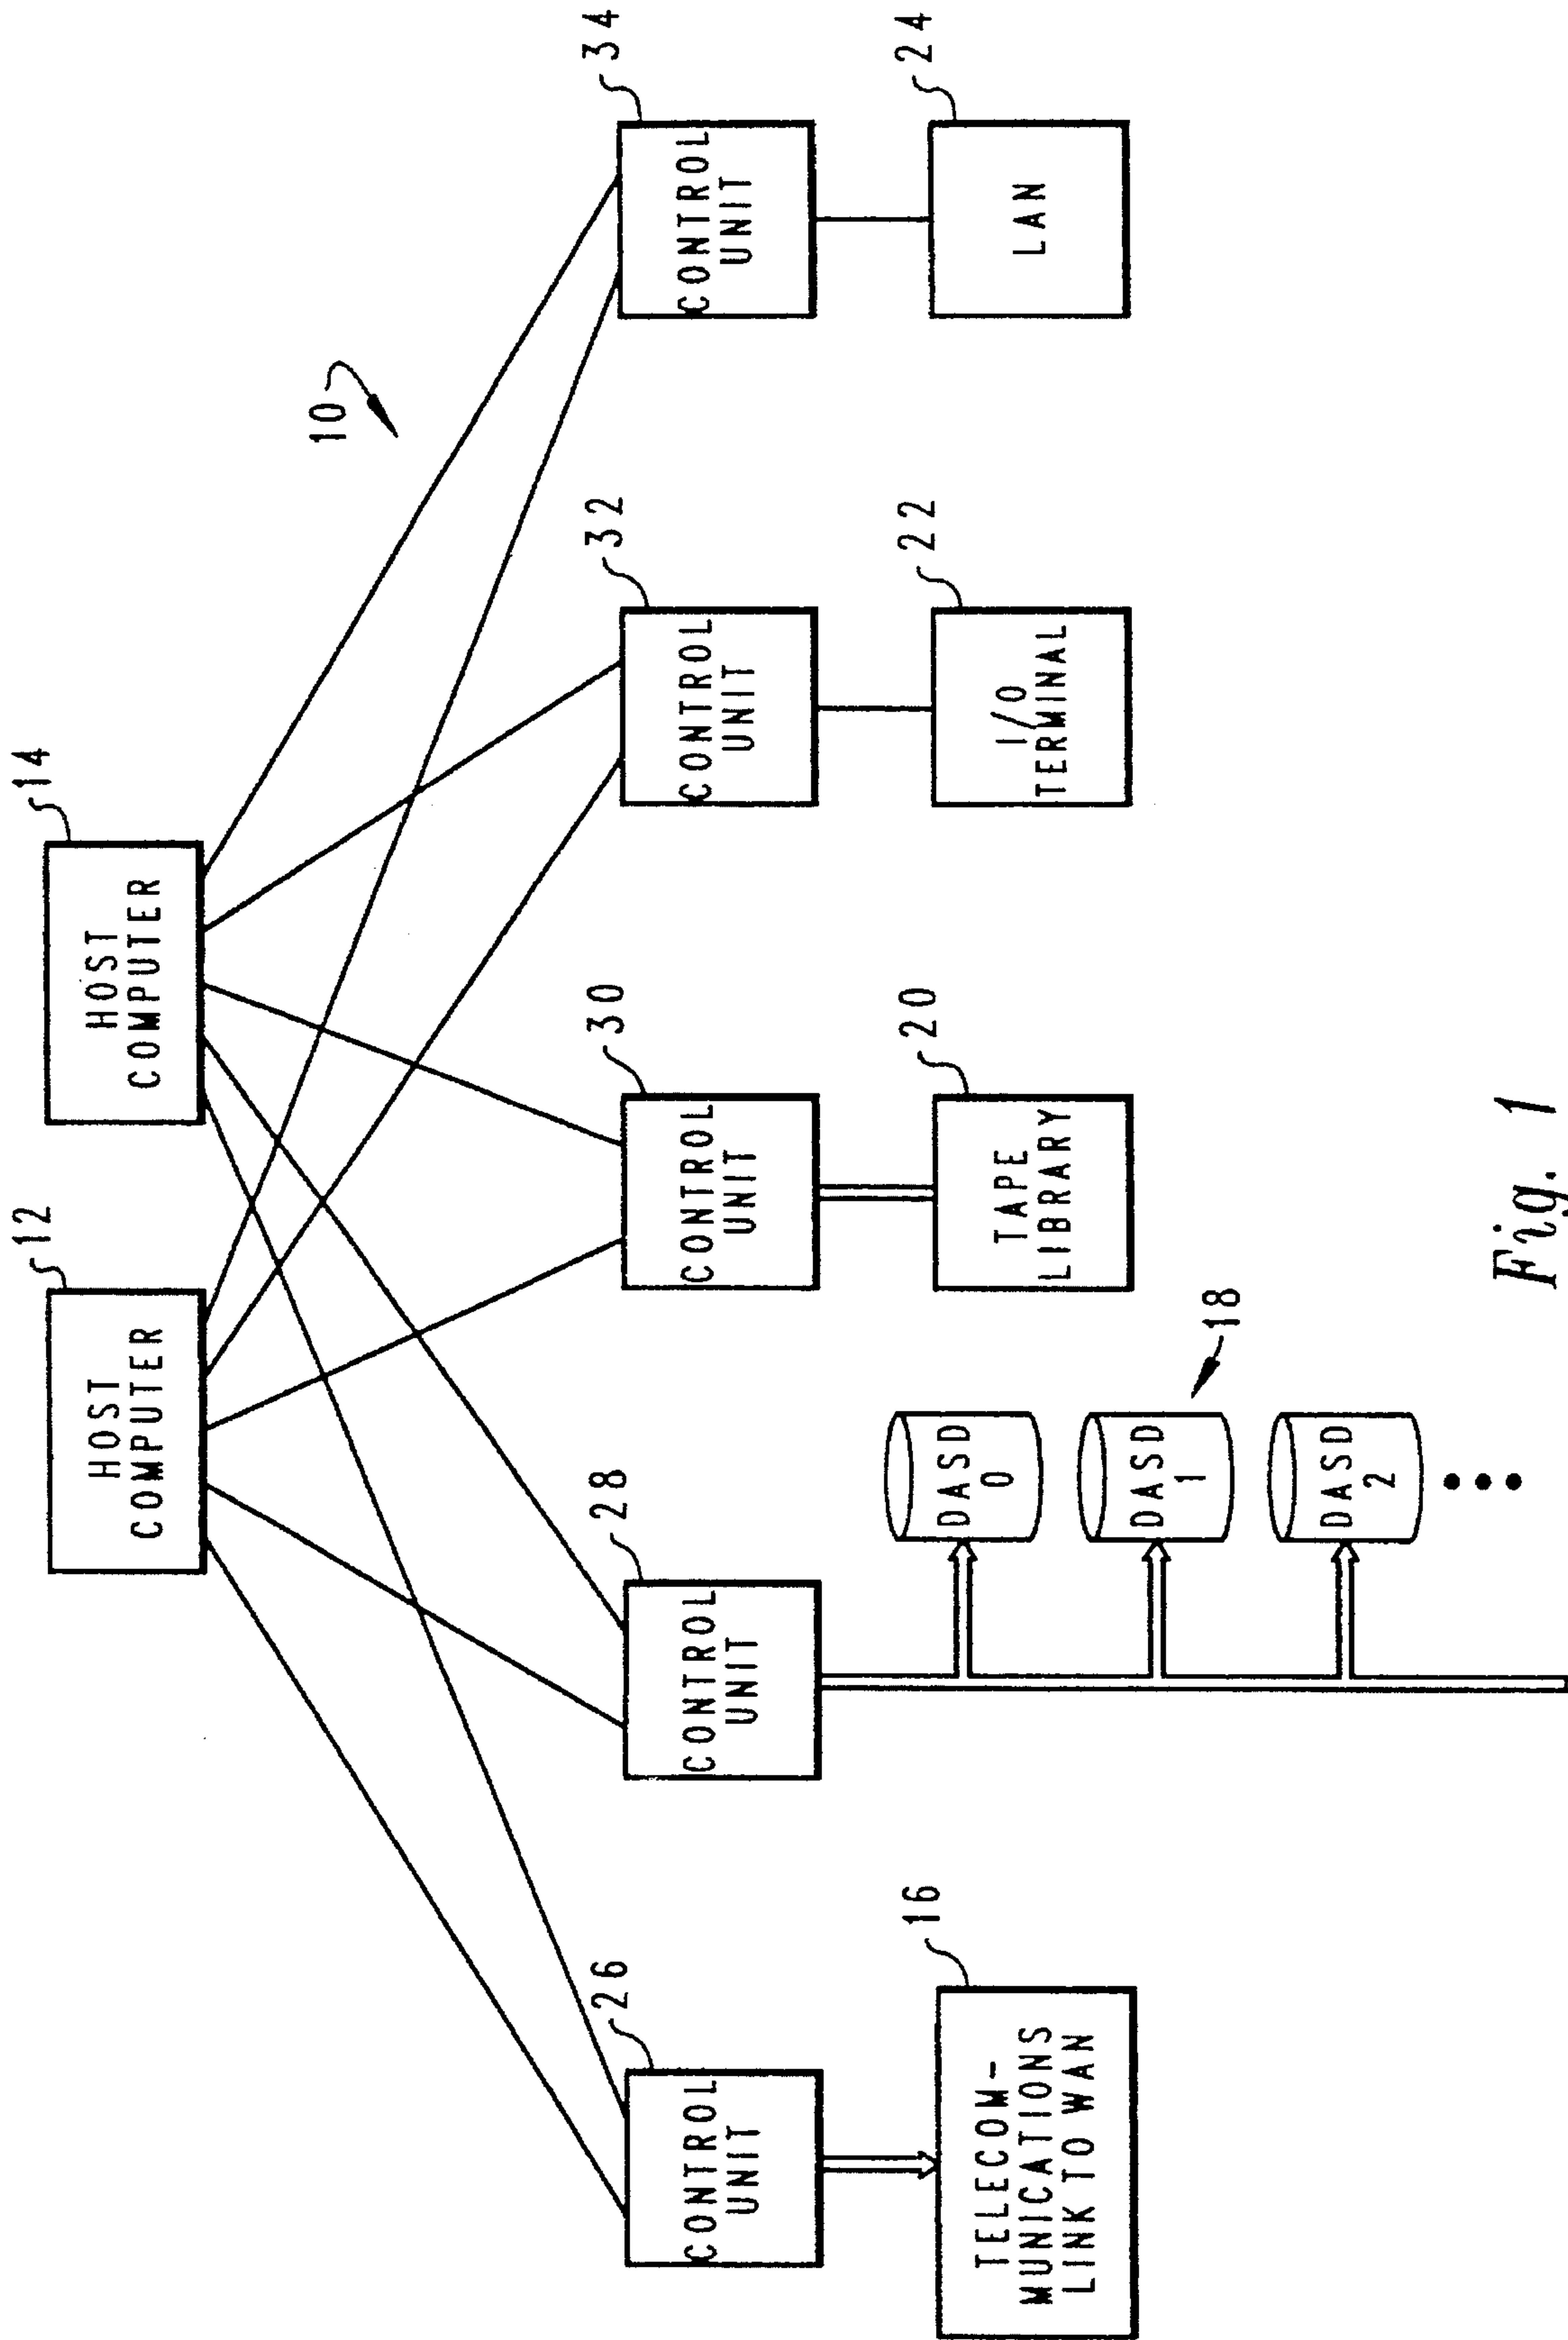 12
HOST
COMPUTER
14
HOST
COMPUTER
10
26
CONTROL
UNIT
28
CONTROL
UNIT
30
CONTROL
UNIT
32
CONTROL
UNIT
34
CONTROL
UNIT
16
TELECOM-
MUNICATIONS
LINK TO WAN
DASD
0
DASD
1
DASD
2
18
20
TAPE
LIBRARY
22
I/O
TERMINAL
24
LAN
Fig. 1